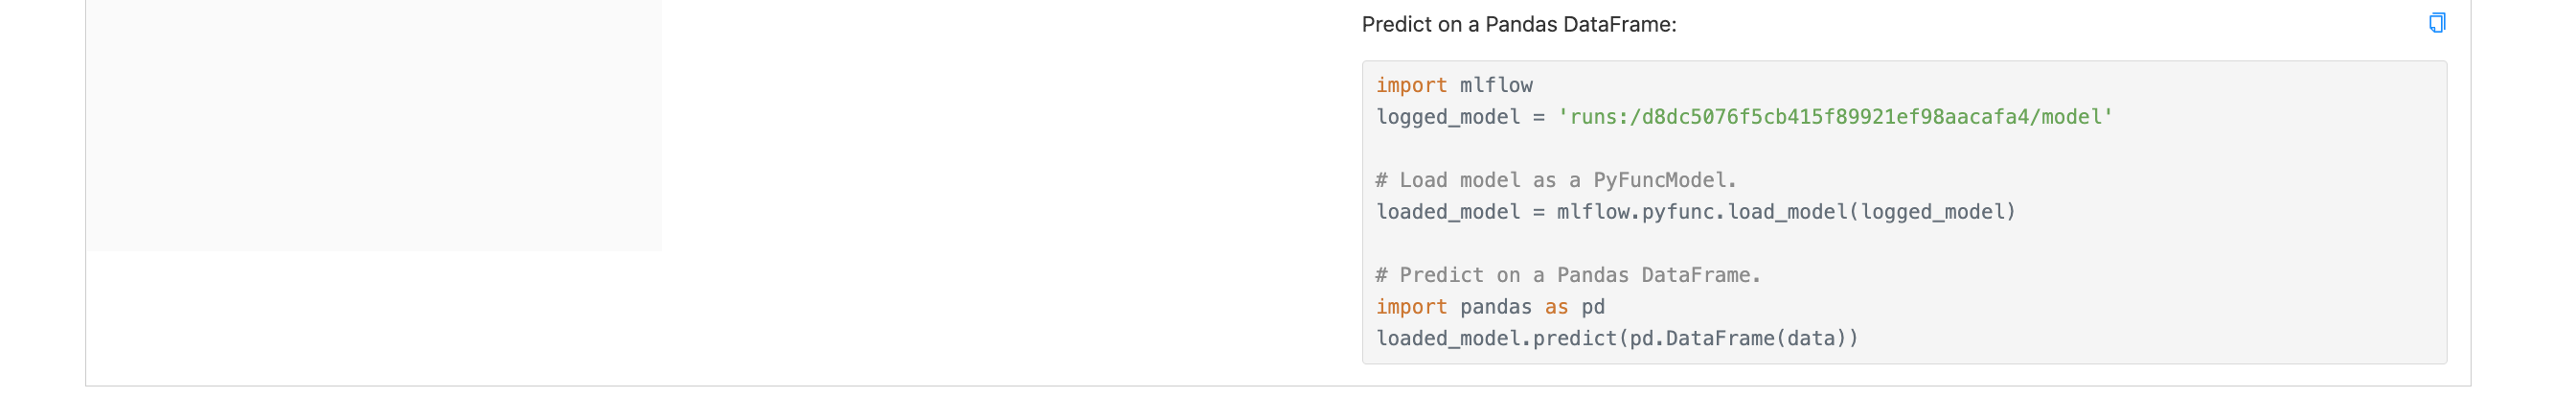 Predict on a Pandas DataFrame:
import mlflow
logged_model = 'runs:/d8dc5076f5cb415f89921ef98aacafa4/model'
# Load model as a PyFuncModel.
loaded_model = mlflow.pyfunc.load_model(logged_model)
# Predict on a Pandas DataFrame.
import pandas as pd
loaded_model.predict(pd.DataFrame(data))